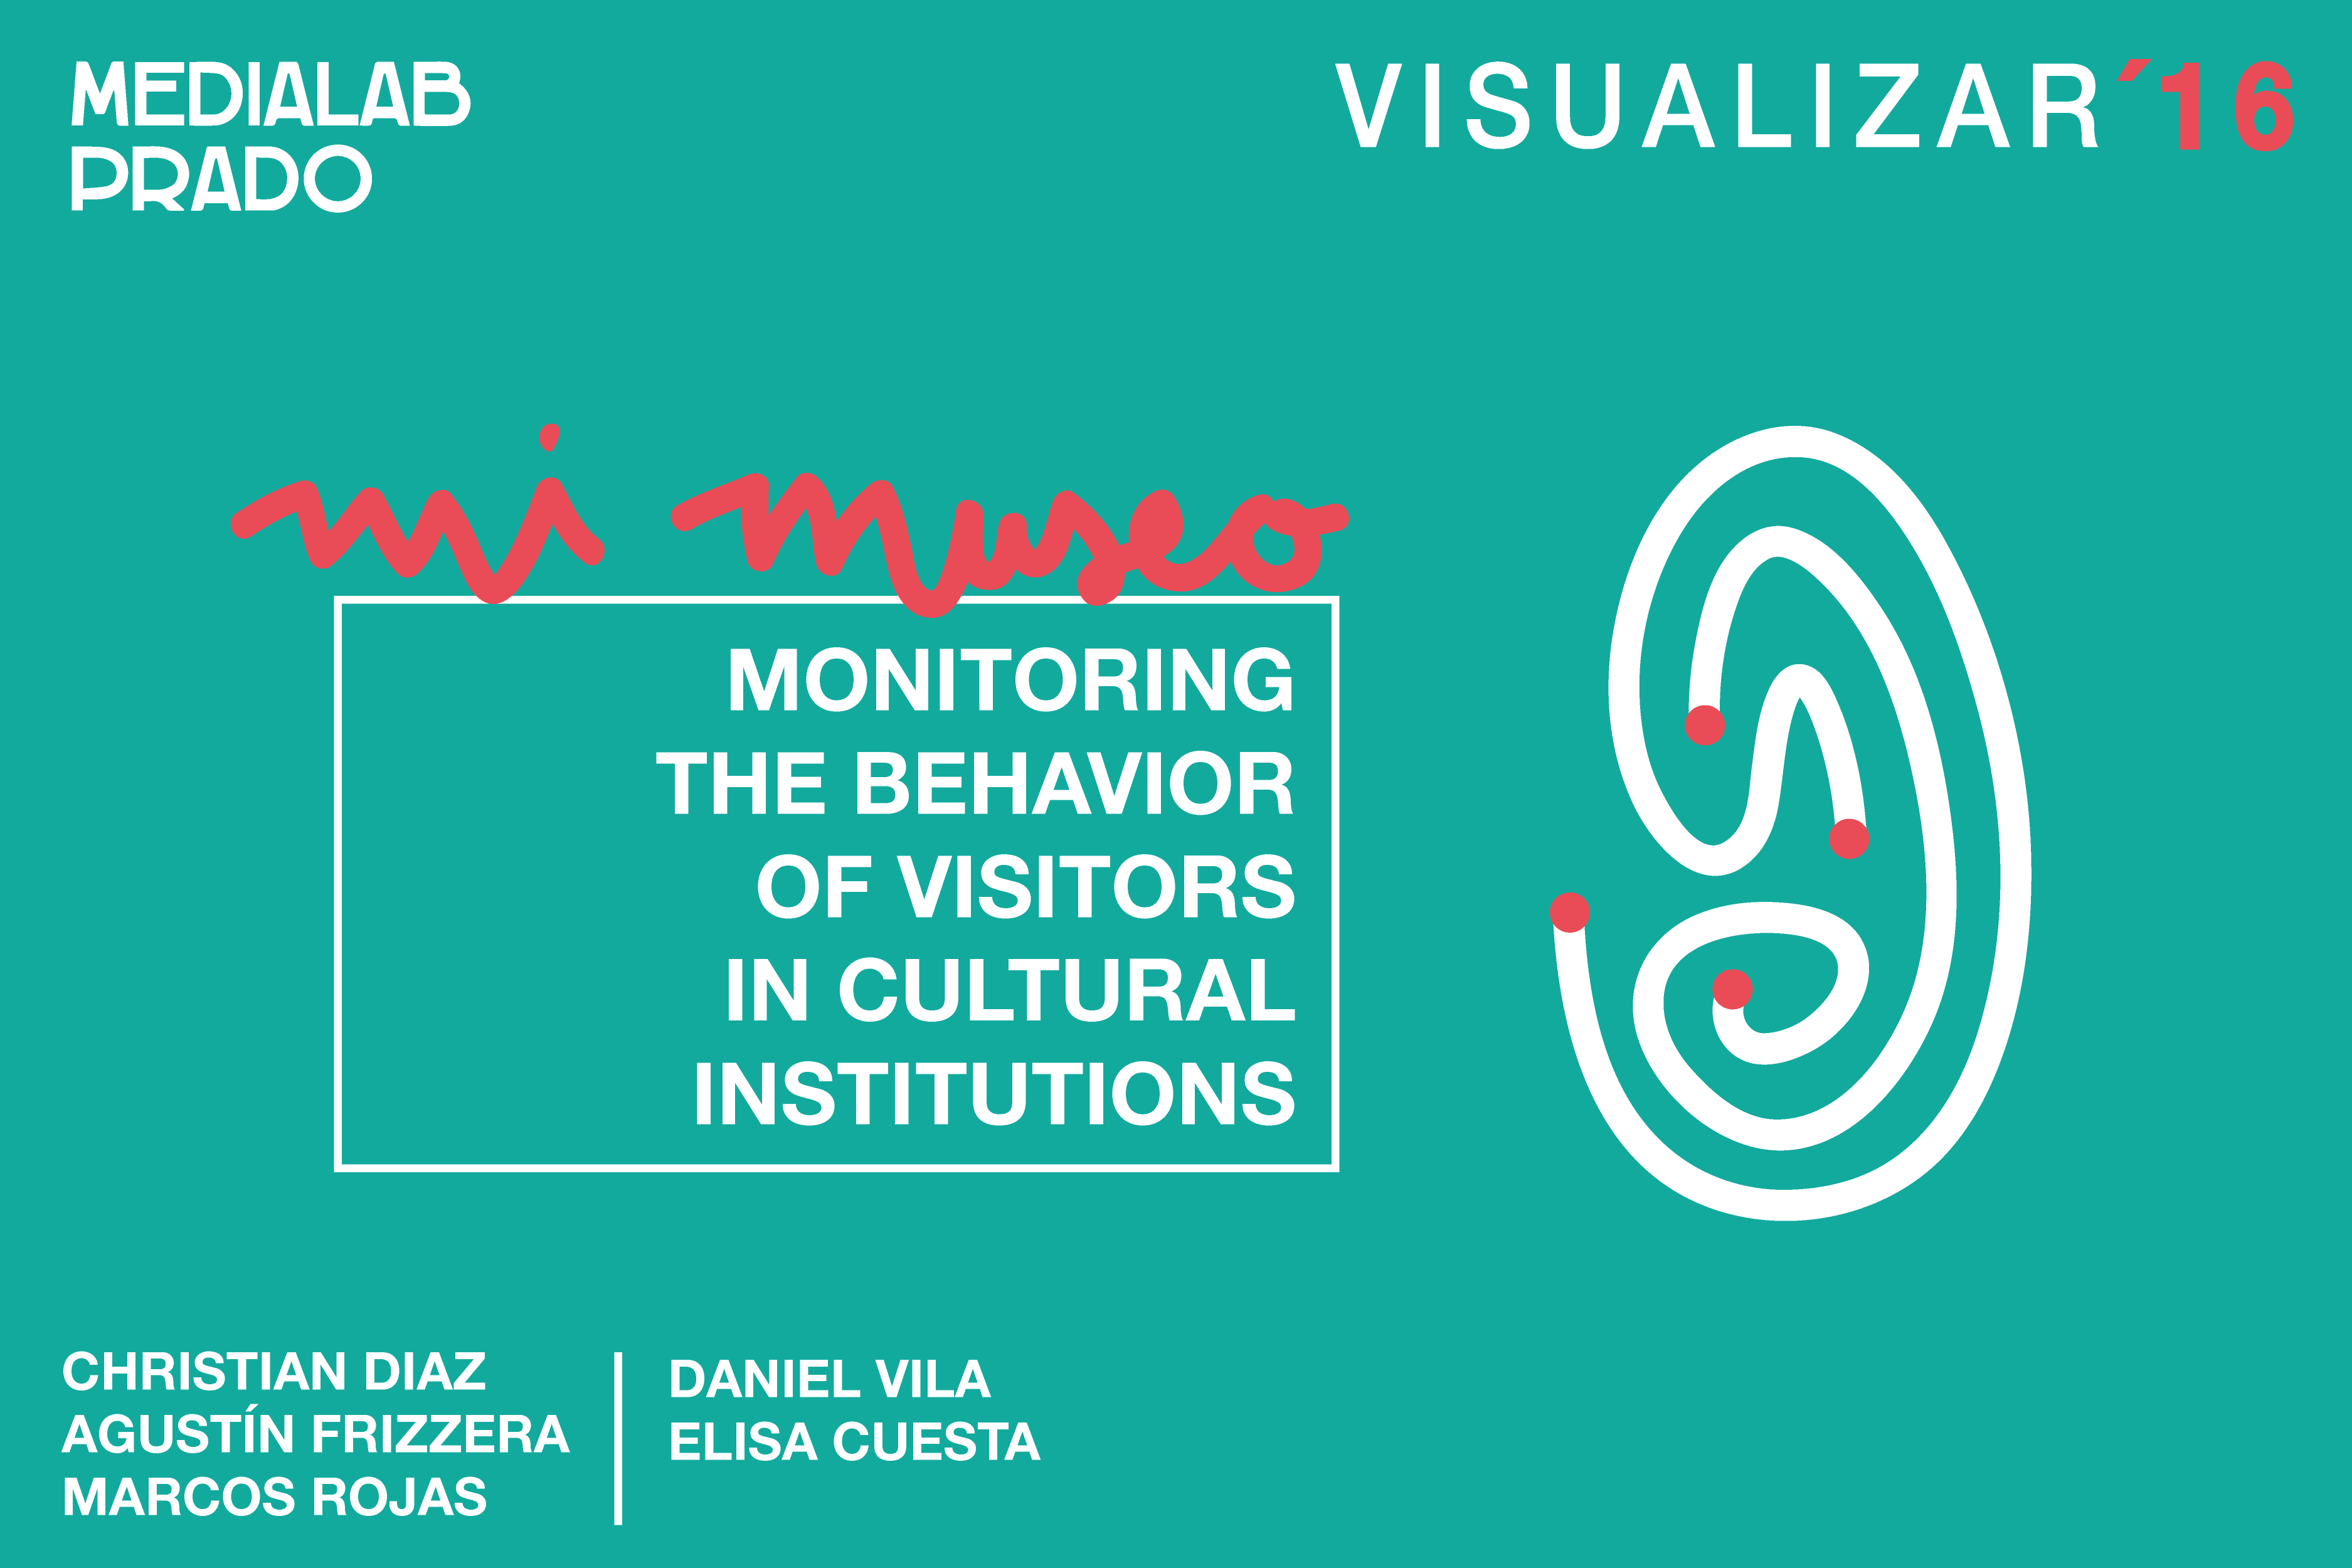 MEDIALAB
PRADO
VISUALIZAR´16
mi museo
MONITORING
THE BEHAVIOR
OF VISITORS
IN CULTURAL
INSTITUTIONS
CHRISTIAN DIAZ
AGUSTÍN FRIZZERA
MARCOS ROJAS
DANIEL VILA
ELISA CUESTA